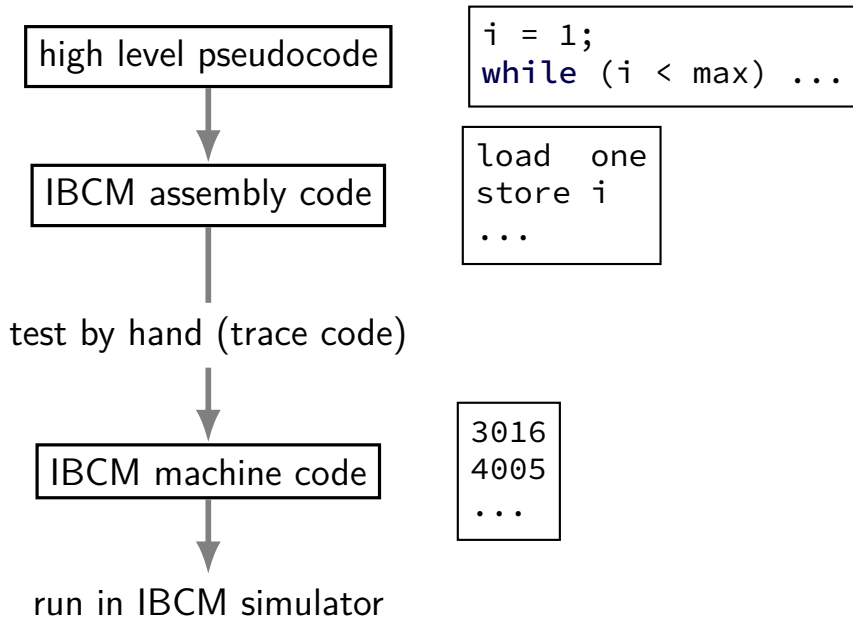 high level pseudocode
i = 1;
while (i < max) ...
IBCM assembly code
load  one
store i
...
test by hand (trace code)
IBCM machine code
3016
4005
...
run in IBCM simulator